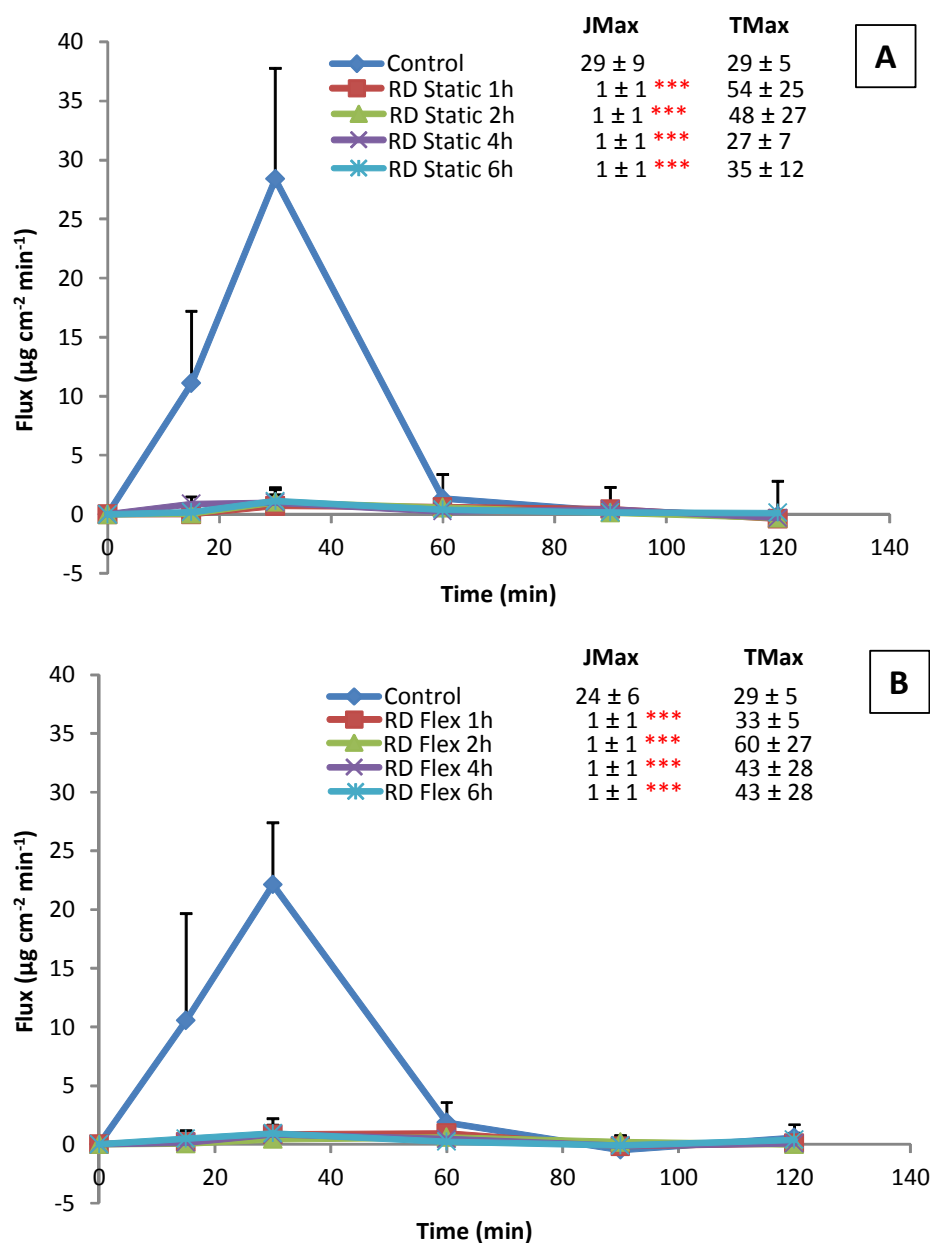 JMax TMax
A
Control 29 ± 9 29 ± 5
RD Static 1h 1 ± 1 *** 54 ± 25
RD Static 2h 1 ± 1 *** 48 ± 27
RD Static 4h 1 ± 1 *** 27 ± 7
RD Static 6h 1 ± 1 *** 35 ± 12
40
35
30
25
20
15
10
5
0
-5
Flux (µg cm⁻² min⁻¹)
0 20 40 60 80 100 120 140
Time (min)
JMax TMax
B
Control 24 ± 6 29 ± 5
RD Flex 1h 1 ± 1 *** 33 ± 5
RD Flex 2h 1 ± 1 *** 60 ± 27
RD Flex 4h 1 ± 1 *** 43 ± 28
RD Flex 6h 1 ± 1 *** 43 ± 28
40
35
30
25
20
15
10
5
0
-5
Flux (µg cm⁻² min⁻¹)
0 20 40 60 80 100 120 140
Time (min)